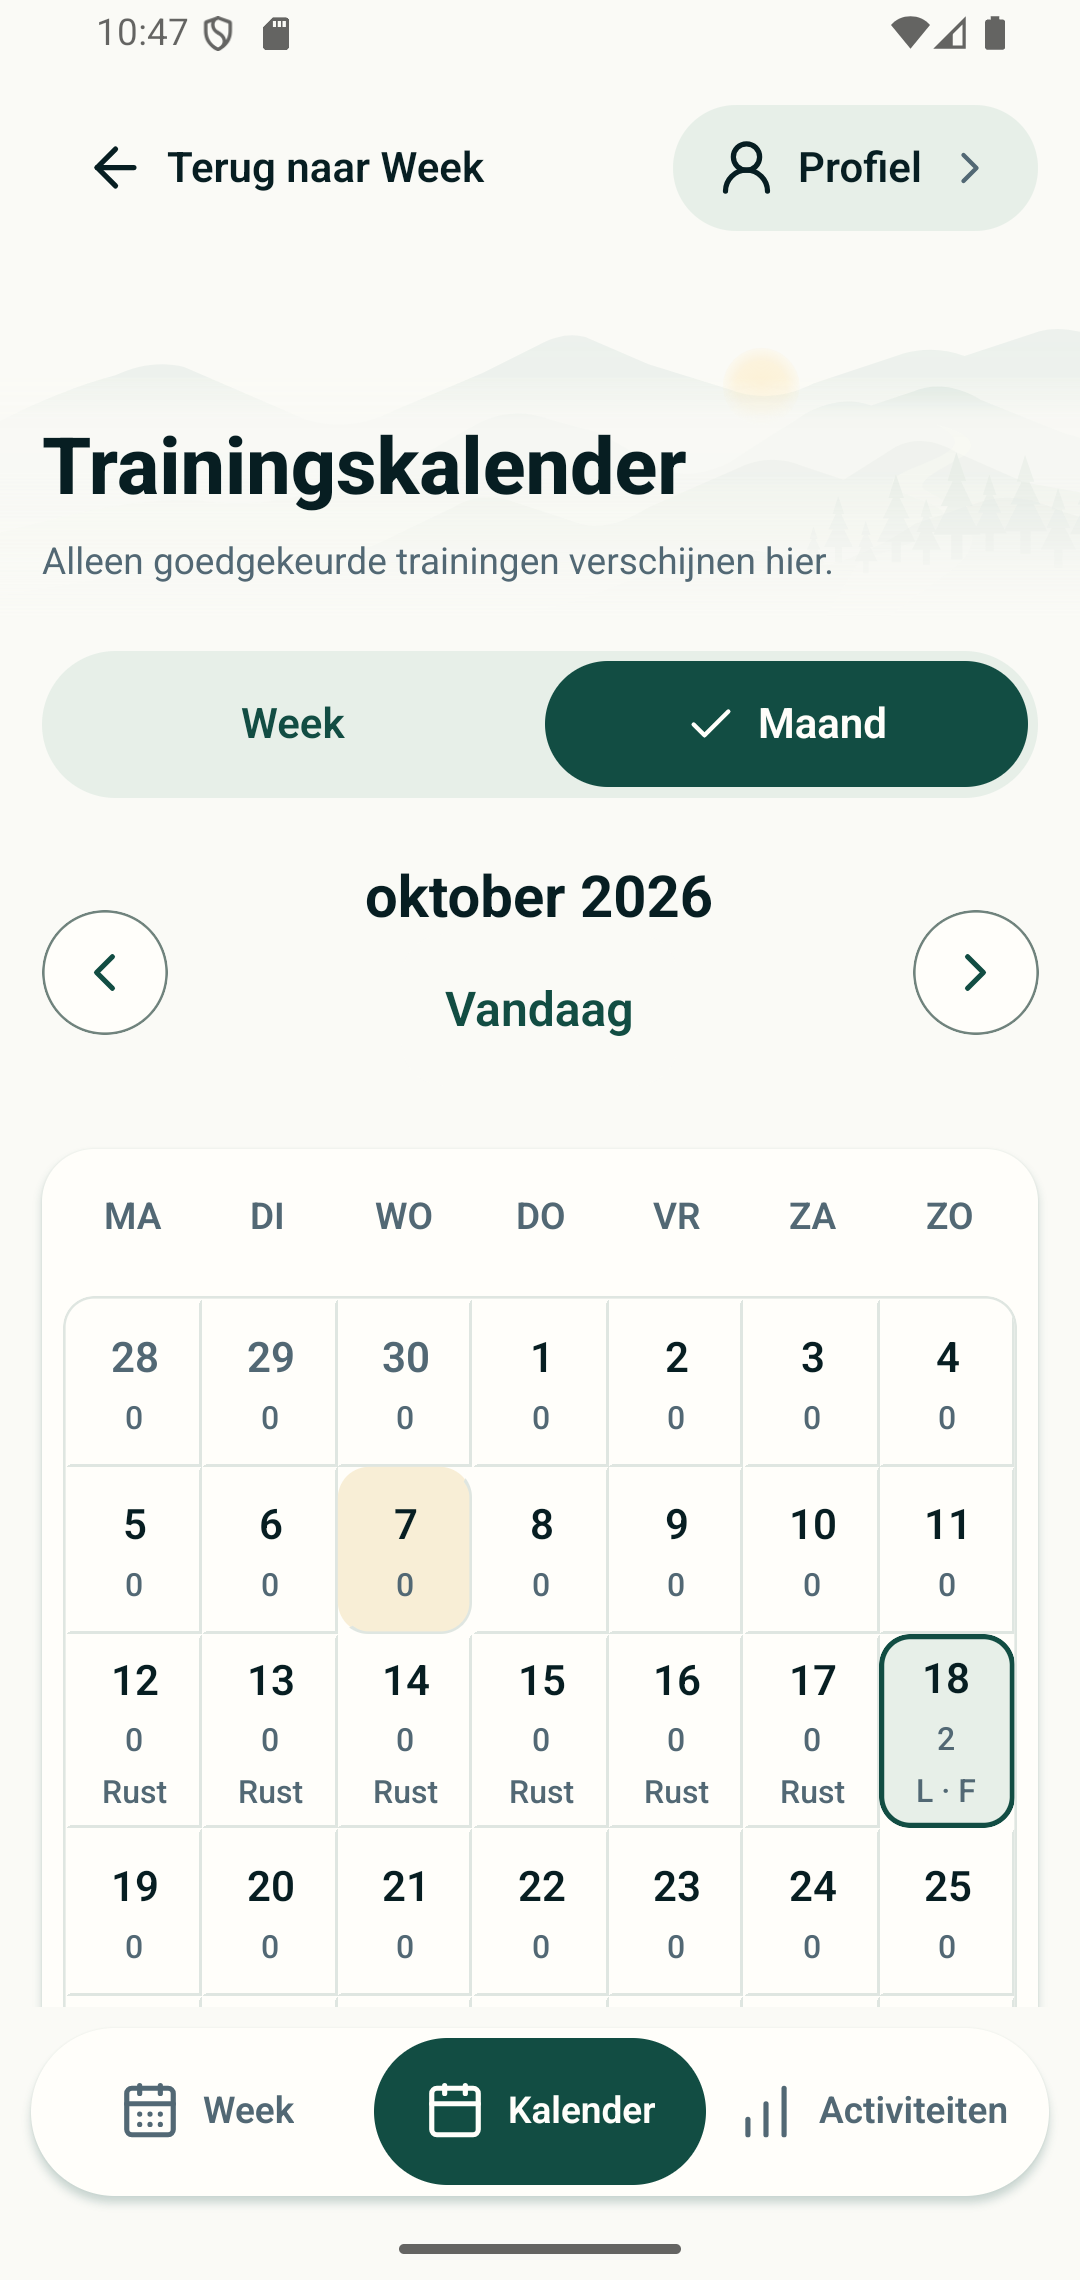 10:47
Terug naar Week
Profiel
Trainingskalender
Alleen goedgekeurde trainingen verschijnen hier.
Week
Maand
oktober 2026
Vandaag
MA DI WO DO VR ZA ZO
28 29 30 1 2 3 4
0 0 0 0 0 0 0
5 6 7 8 9 10 11
0 0 0 0 0 0 0
12 13 14 15 16 17 18
0 0 0 0 0 0 2
Rust Rust Rust Rust Rust Rust L · F
19 20 21 22 23 24 25
0 0 0 0 0 0 0
Week Kalender Activiteiten